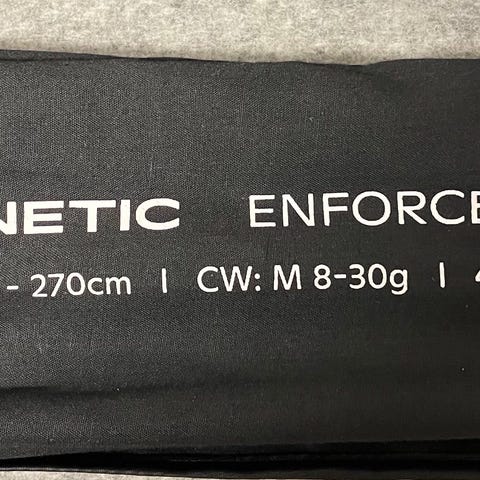 NETIC ENFORCE
- 270cm | CW: M 8-30g |